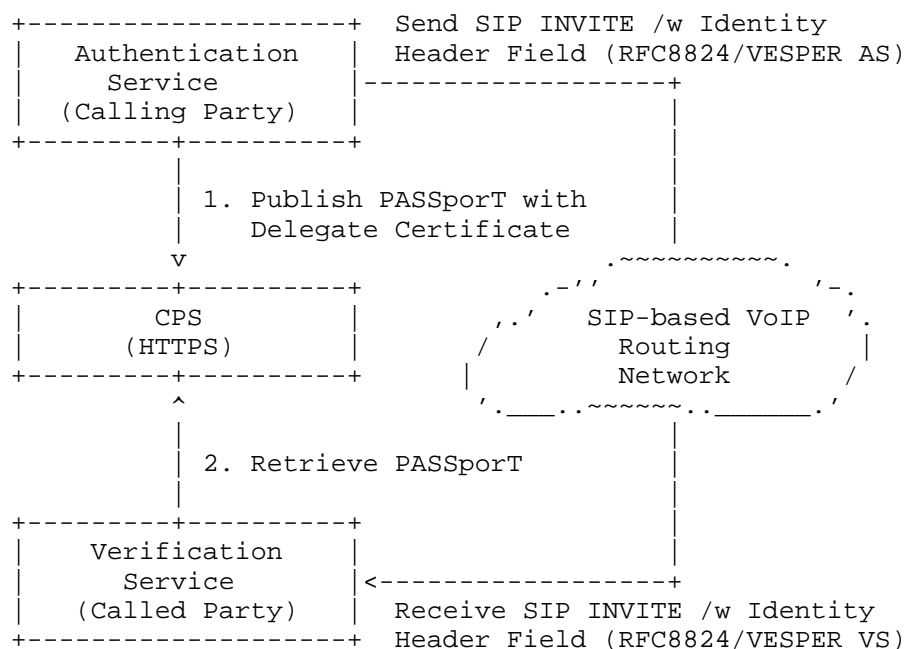 Send SIP INVITE /w Identity
Authentication Header Field (RFC8824/VESPER AS)
Service
(Calling Party)
1. Publish PASSporT with
Delegate Certificate
CPS SIP-based VoIP
(HTTPS) Routing
Network
2. Retrieve PASSporT
Verification
Service
(Called Party) Receive SIP INVITE /w Identity
Header Field (RFC8824/VESPER VS)